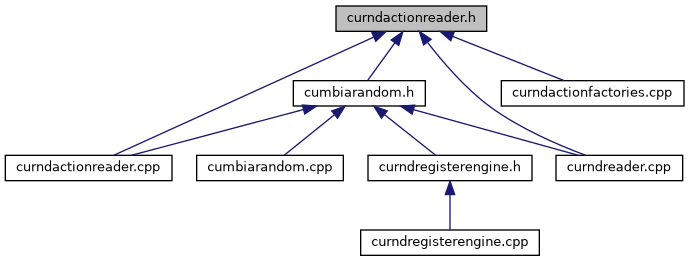 curndactionreader.h
cumbiarandom.h
curndactionfactories.cpp
curndactionreader.cpp
cumbiarandom.cpp
curndregisterengine.h
curndreader.cpp
curndregisterengine.cpp